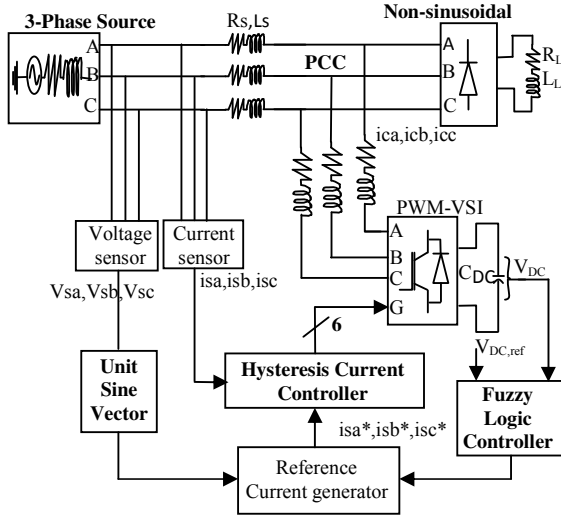 3-Phase Source
Non-sinusoidal
Rs,Ls
A
B
C
PCC
A
B
C
RL
LL
ica,icb,icc
PWM-VSI
A
B
C
G
CDC
VDC
Voltage
sensor
Current
sensor
Vsa,Vsb,Vsc
isa,isb,isc
6
VDC,ref
Unit
Sine
Vector
Hysteresis Current
Controller
Fuzzy
Logic
Controller
isa*,isb*,isc*
Reference
Current generator